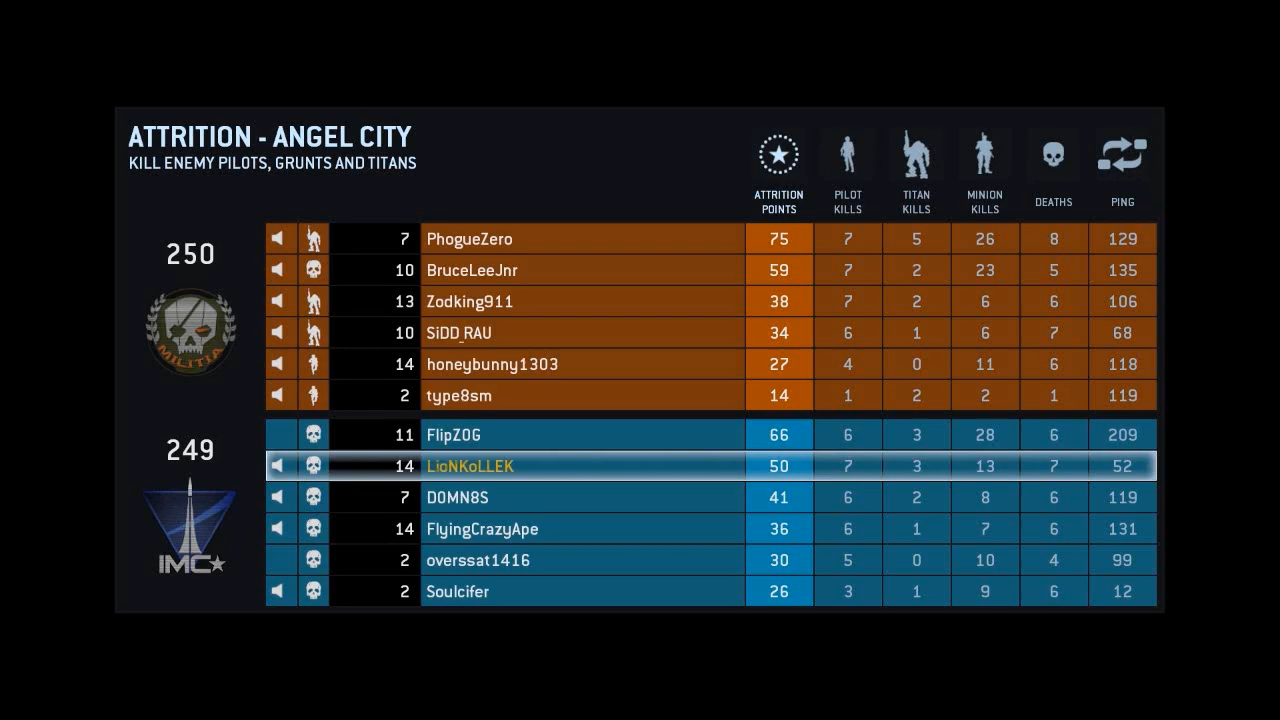 ATTRITION - ANGEL CITY
KILL ENEMY PILOTS, GRUNTS AND TITANS
ATTRITION POINTS PILOT KILLS TITAN KILLS MINION KILLS DEATHS PING
250
MILITIA
7 PhogueZero 75 7 5 26 8 129
10 BruceLeeJnr 59 7 2 23 5 135
13 Zodking911 38 7 2 6 6 106
10 SiDD_RAU 34 6 1 6 7 68
14 honeybunny1303 27 4 0 11 6 118
2 type8sm 14 1 2 2 1 119
249
IMC
11 FlipZOG 66 6 3 28 6 209
14 LioNKoLLEK 50 7 3 13 7 52
7 D0MN8S 41 6 2 8 6 119
14 FlyingCrazyApe 36 6 1 7 6 131
2 overssat1416 30 5 0 10 4 99
2 Soulcifer 26 3 1 9 6 12